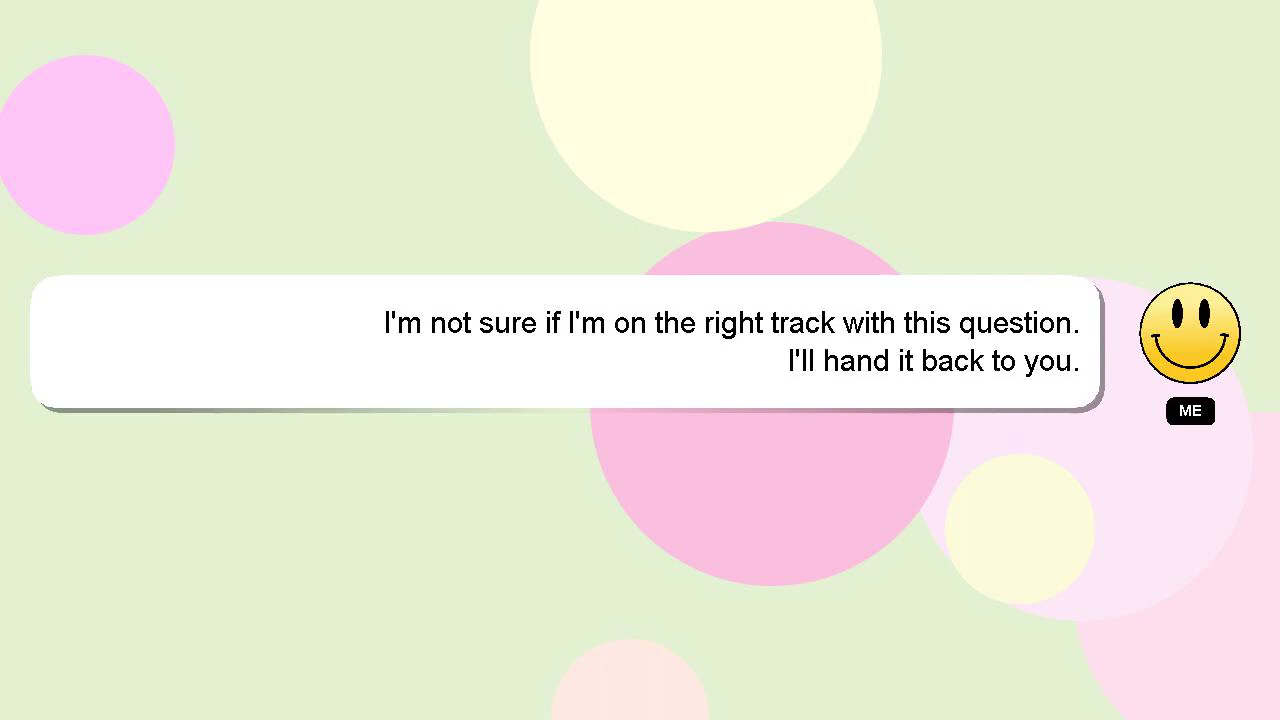 I'm not sure if I'm on the right track with this question.
I'll hand it back to you.
ME